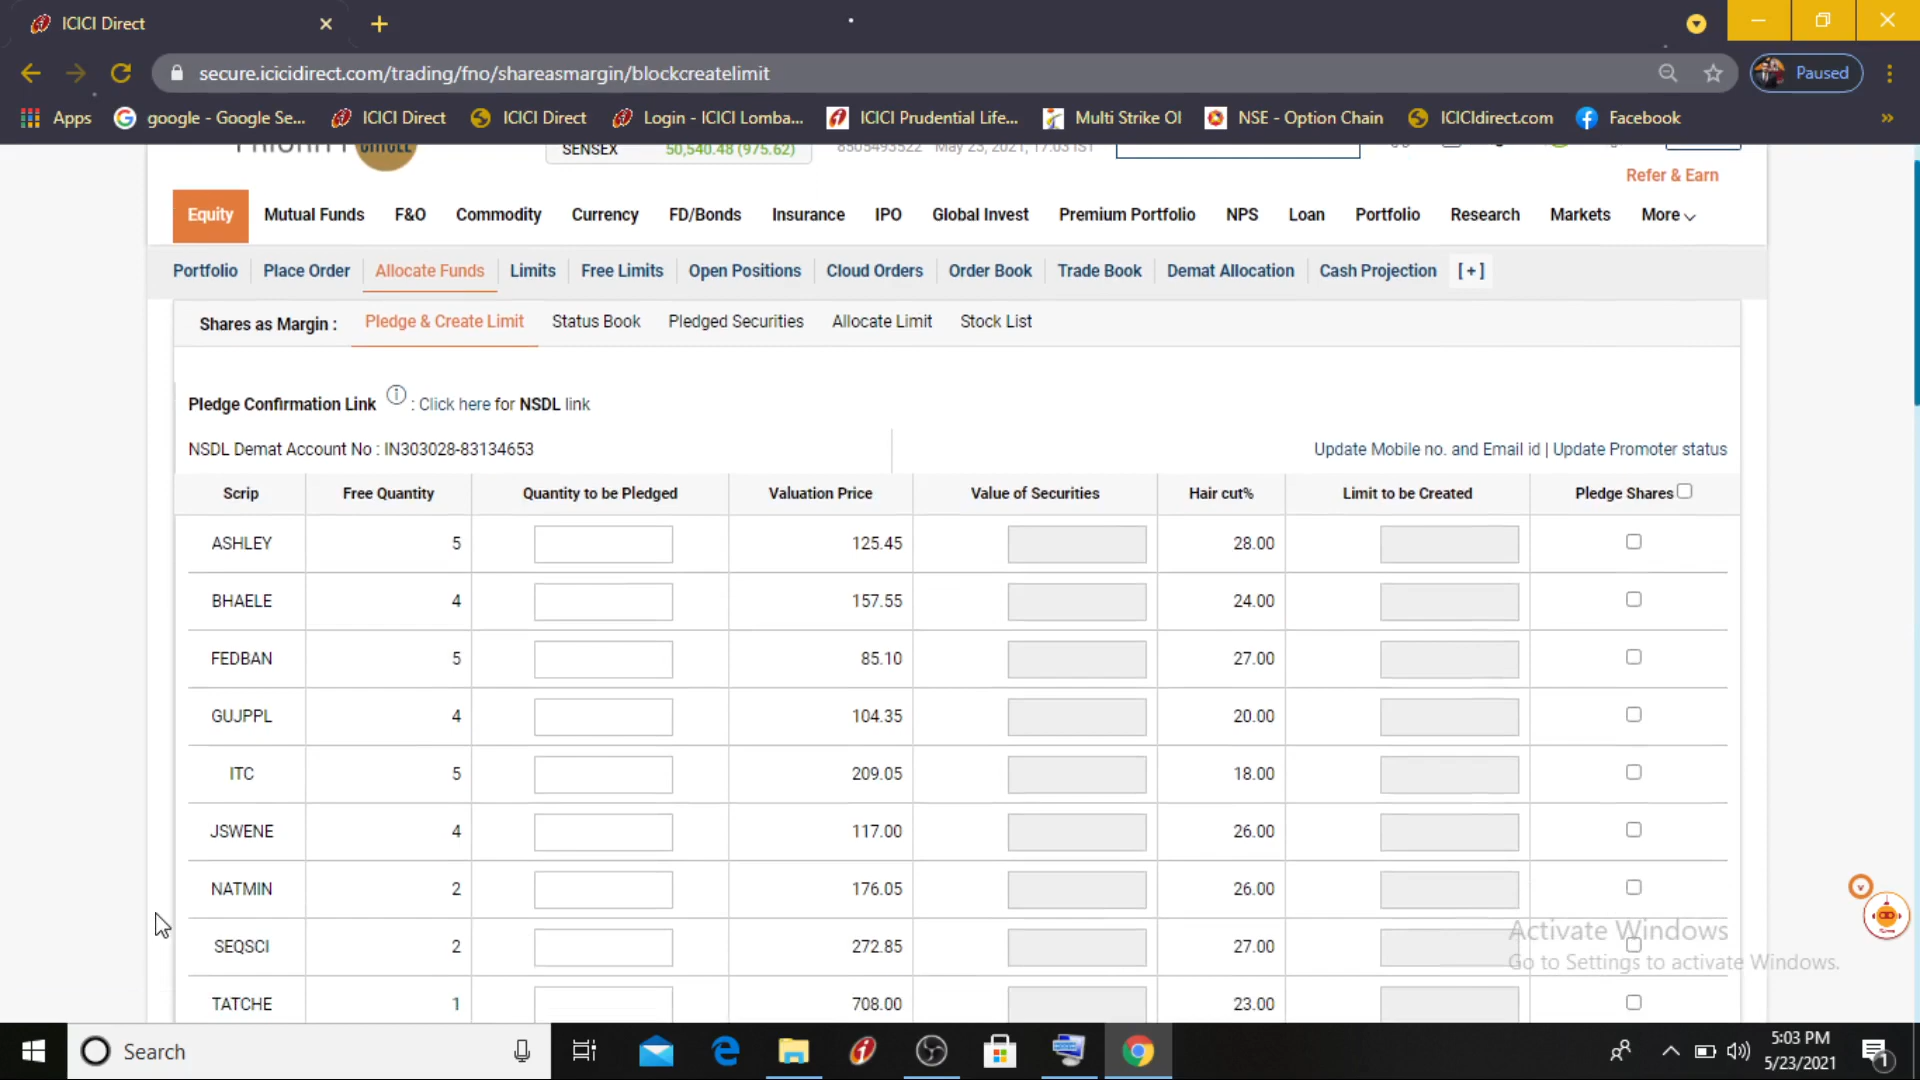 ICICI Direct
secure.icicidirect.com/trading/fno/shareasmargin/blockcreatelimit
Paused
Apps google - Google Se... ICICI Direct ICICI Direct Login - ICICI Lomba... ICICI Prudential Life... Multi Strike OI NSE - Option Chain ICICIdirect.com Facebook »
PRIORITY CIRCLE SENSEX 50,540.48 (975.62) 8505493522 May 23, 2021, 17:03 IST
Refer & Earn
Equity Mutual Funds F&O Commodity Currency FD/Bonds Insurance IPO Global Invest Premium Portfolio NPS Loan Portfolio Research Markets More
Portfolio Place Order Allocate Funds Limits Free Limits Open Positions Cloud Orders Order Book Trade Book Demat Allocation Cash Projection [+]
Shares as Margin : Pledge & Create Limit Status Book Pledged Securities Allocate Limit Stock List
Pledge Confirmation Link i : Click here for NSDL link
NSDL Demat Account No : IN303028-83134653 Update Mobile no. and Email id | Update Promoter status
Scrip Free Quantity Quantity to be Pledged Valuation Price Value of Securities Hair cut% Limit to be Created Pledge Shares
ASHLEY 5 125.45 28.00
BHAELE 4 157.55 24.00
FEDBAN 5 85.10 27.00
GUJPPL 4 104.35 20.00
ITC 5 209.05 18.00
JSWENE 4 117.00 26.00
NATMIN 2 176.05 26.00
SEQSCI 2 272.85 27.00
TATCHE 1 708.00 23.00
Activate Windows
Go to Settings to activate Windows.
Search
5:03 PM
5/23/2021
1